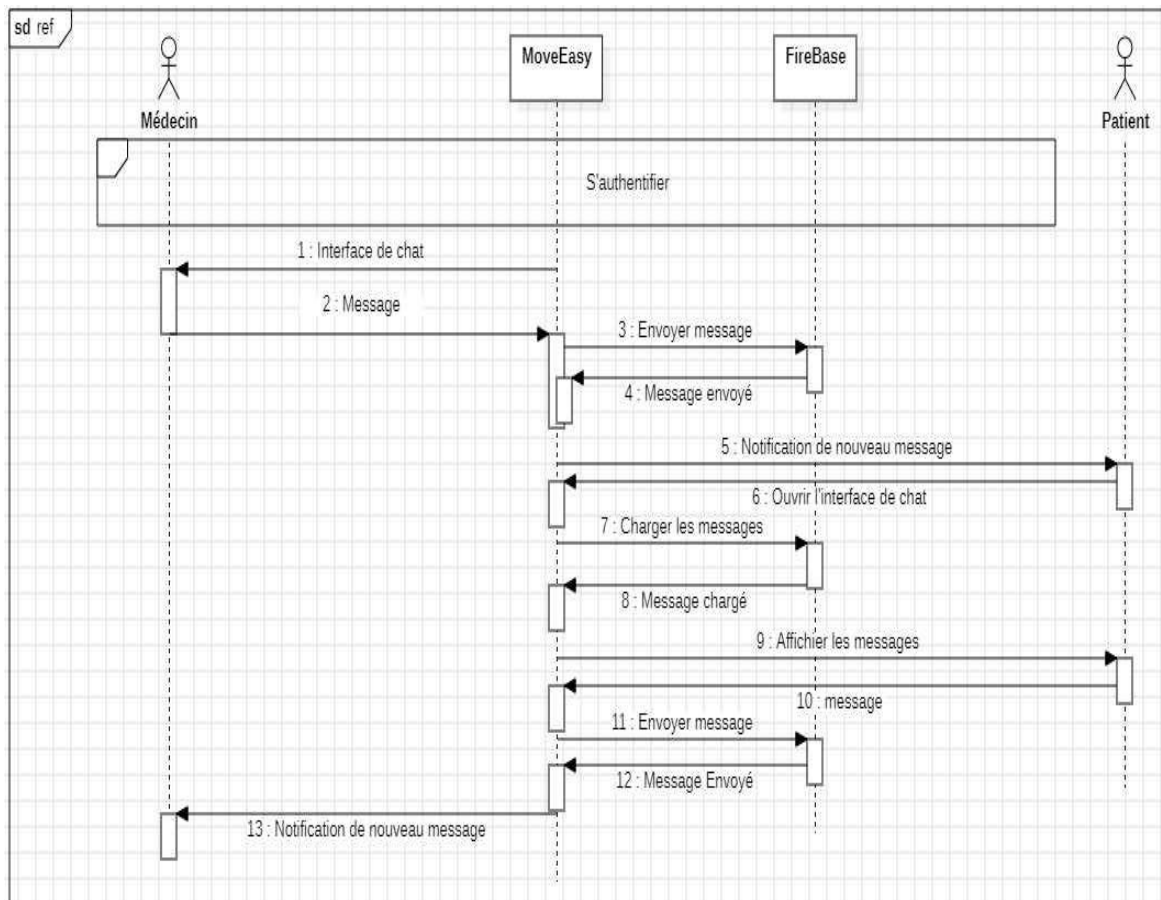 sd ref
MoveEasy
FireBase
Médecin
Patient
S'authentifier
1 : Interface de chat
2 : Message
3 : Envoyer message
4 : Message envoyé
5 : Notification de nouveau message
6 : Ouvrir l'interface de chat
7 : Charger les messages
8 : Message chargé
9 : Affichier les messages
10 : message
11 : Envoyer message
12 : Message Envoyé
13 : Notification de nouveau message